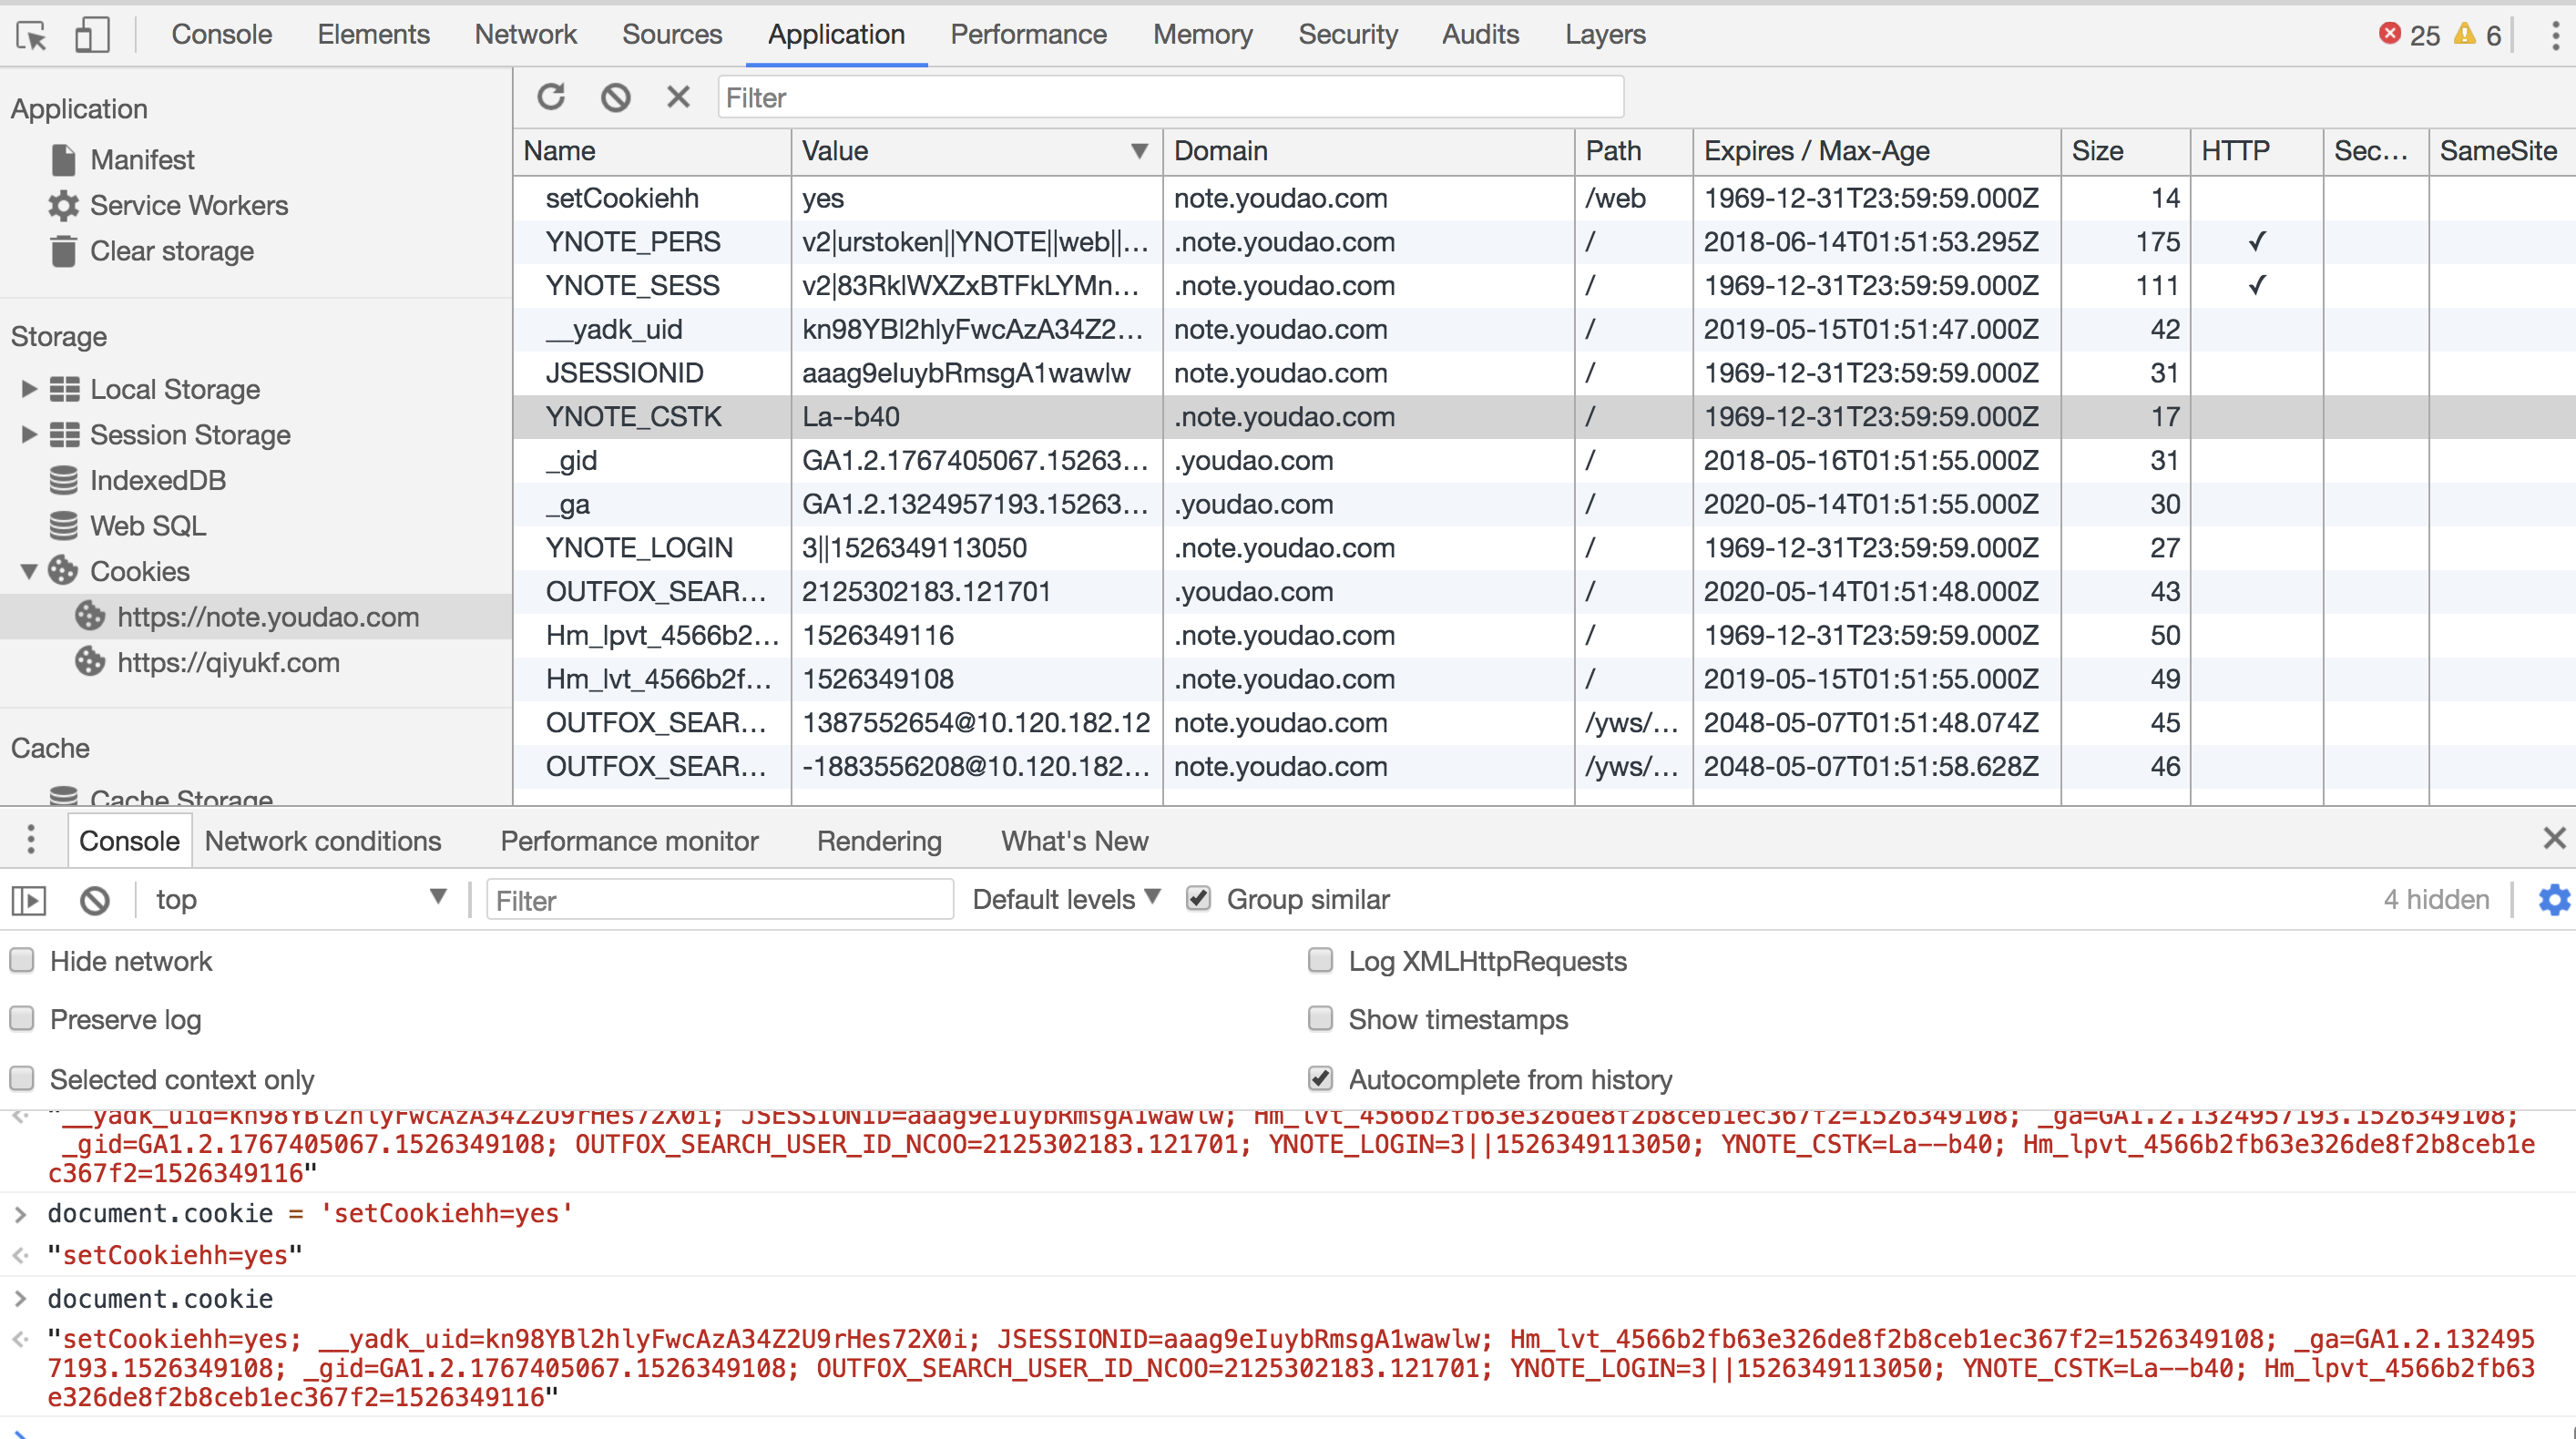 Console Elements Network Sources Application Performance Memory Security Audits Layers 25 6
Application
Manifest
Service Workers
Clear storage
Storage
Local Storage
Session Storage
IndexedDB
Web SQL
Cookies
https://note.youdao.com
https://qiyukf.com
Cache
Cache Storage
Filter
Name Value Domain Path Expires / Max-Age Size HTTP Sec... SameSite
setCookiehh yes note.youdao.com /web 1969-12-31T23:59:59.000Z 14
YNOTE_PERS v2|urstoken||YNOTE||web||... .note.youdao.com / 2018-06-14T01:51:53.295Z 175 ✓
YNOTE_SESS v2|83RklWXZxBTFkLYMn... .note.youdao.com / 1969-12-31T23:59:59.000Z 111 ✓
__yadk_uid kn98YBl2hlyFwcAzA34Z2... note.youdao.com / 2019-05-15T01:51:47.000Z 42
JSESSIONID aaag9eIuybRmsgA1wawlw note.youdao.com / 1969-12-31T23:59:59.000Z 31
YNOTE_CSTK La--b40 .note.youdao.com / 1969-12-31T23:59:59.000Z 17
_gid GA1.2.1767405067.15263... .youdao.com / 2018-05-16T01:51:55.000Z 31
_ga GA1.2.1324957193.15263... .youdao.com / 2020-05-14T01:51:55.000Z 30
YNOTE_LOGIN 3||1526349113050 .note.youdao.com / 1969-12-31T23:59:59.000Z 27
OUTFOX_SEAR... 2125302183.121701 .youdao.com / 2020-05-14T01:51:48.000Z 43
Hm_lpvt_4566b2... 1526349116 .note.youdao.com / 1969-12-31T23:59:59.000Z 50
Hm_lvt_4566b2f... 1526349108 .note.youdao.com / 2019-05-15T01:51:55.000Z 49
OUTFOX_SEAR... 1387552654@10.120.182.12 note.youdao.com /yws/... 2048-05-07T01:51:48.074Z 45
OUTFOX_SEAR... -1883556208@10.120.182... note.youdao.com /yws/... 2048-05-07T01:51:58.628Z 46
Console Network conditions Performance monitor Rendering What's New
top Filter Default levels Group similar 4 hidden
Hide network Log XMLHttpRequests
Preserve log Show timestamps
Selected context only Autocomplete from history
"__yadk_uid=kn98YBl2hlyFwcAzA34Z2U9rHes72X0i; JSESSIONID=aaag9eIuybRmsgA1wawlw; Hm_lvt_4566b2fb63e326de8f2b8ceb1ec367f2=1526349108; _ga=GA1.2.1324957193.1526349108;
_gid=GA1.2.1767405067.1526349108; OUTFOX_SEARCH_USER_ID_NCOO=2125302183.121701; YNOTE_LOGIN=3||1526349113050; YNOTE_CSTK=La--b40; Hm_lpvt_4566b2fb63e326de8f2b8ceb1e
c367f2=1526349116"
document.cookie = 'setCookiehh=yes'
"setCookiehh=yes"
document.cookie
"setCookiehh=yes; __yadk_uid=kn98YBl2hlyFwcAzA34Z2U9rHes72X0i; JSESSIONID=aaag9eIuybRmsgA1wawlw; Hm_lvt_4566b2fb63e326de8f2b8ceb1ec367f2=1526349108; _ga=GA1.2.132495
7193.1526349108; _gid=GA1.2.1767405067.1526349108; OUTFOX_SEARCH_USER_ID_NCOO=2125302183.121701; YNOTE_LOGIN=3||1526349113050; YNOTE_CSTK=La--b40; Hm_lpvt_4566b2fb63
e326de8f2b8ceb1ec367f2=1526349116"